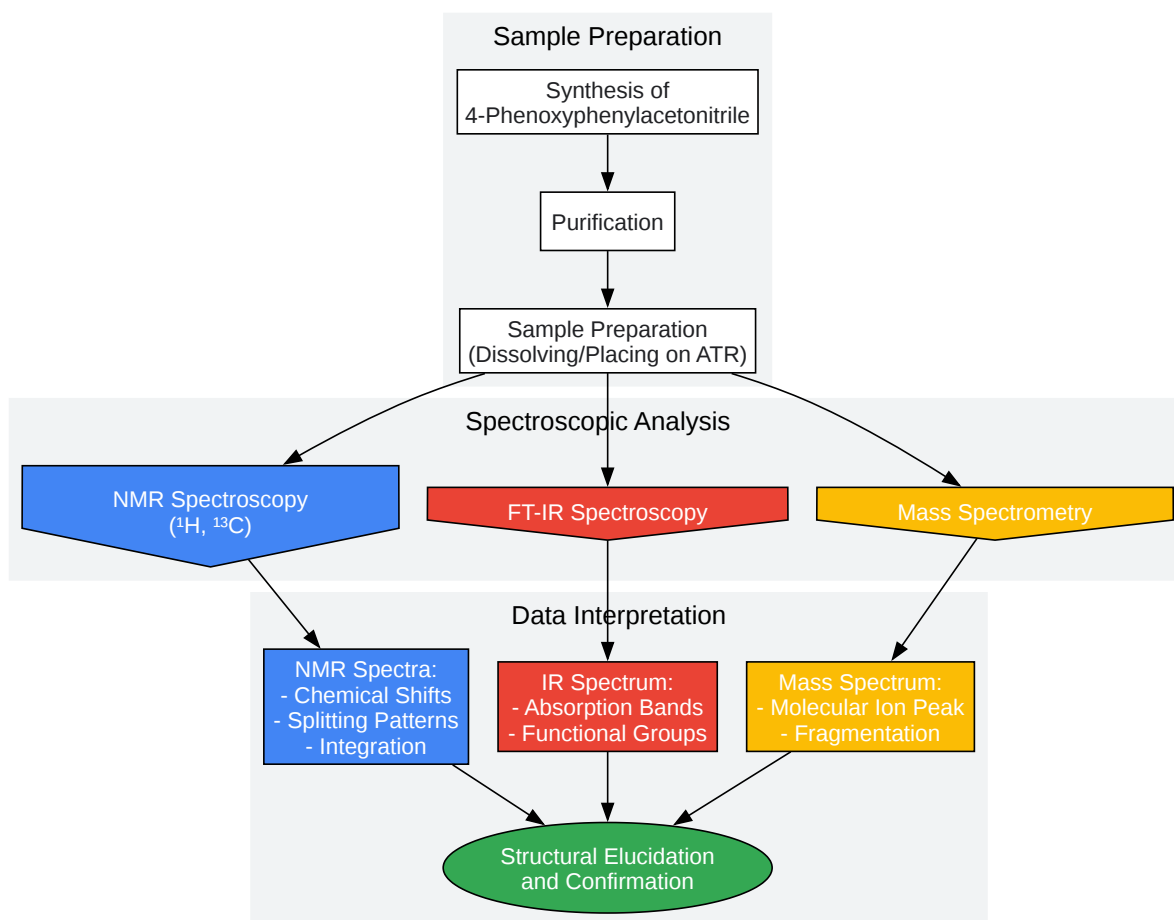 Sample Preparation
Synthesis of
4-Phenoxyphenylacetonitrile
Purification
Sample Preparation
(Dissolving/Placing on ATR)
Spectroscopic Analysis
NMR Spectroscopy
(¹H, ¹³C)
FT-IR Spectroscopy
Mass Spectrometry
Data Interpretation
NMR Spectra:
- Chemical Shifts
- Splitting Patterns
- Integration
IR Spectrum:
- Absorption Bands
- Functional Groups
Mass Spectrum:
- Molecular Ion Peak
- Fragmentation
Structural Elucidation
and Confirmation